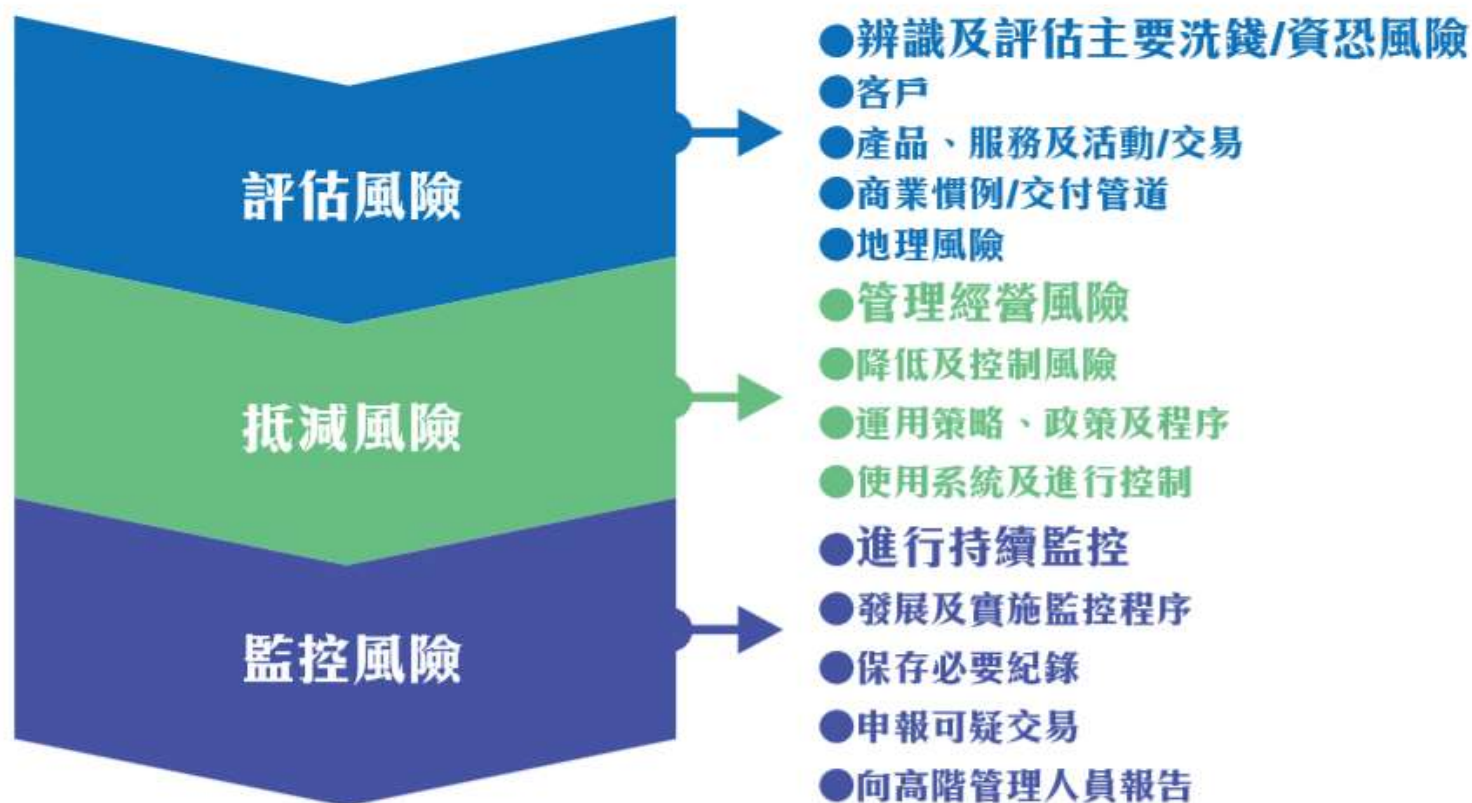 評估風險
●辨識及評估主要洗錢/資恐風險
●客戶
●產品、服務及活動/交易
●商業慣例/交付管道
●地理風險
抵減風險
●管理經營風險
●降低及控制風險
●運用策略、政策及程序
●使用系統及進行控制
監控風險
●進行持續監控
●發展及實施監控程序
●保存必要紀錄
●申報可疑交易
●向高階管理人員報告